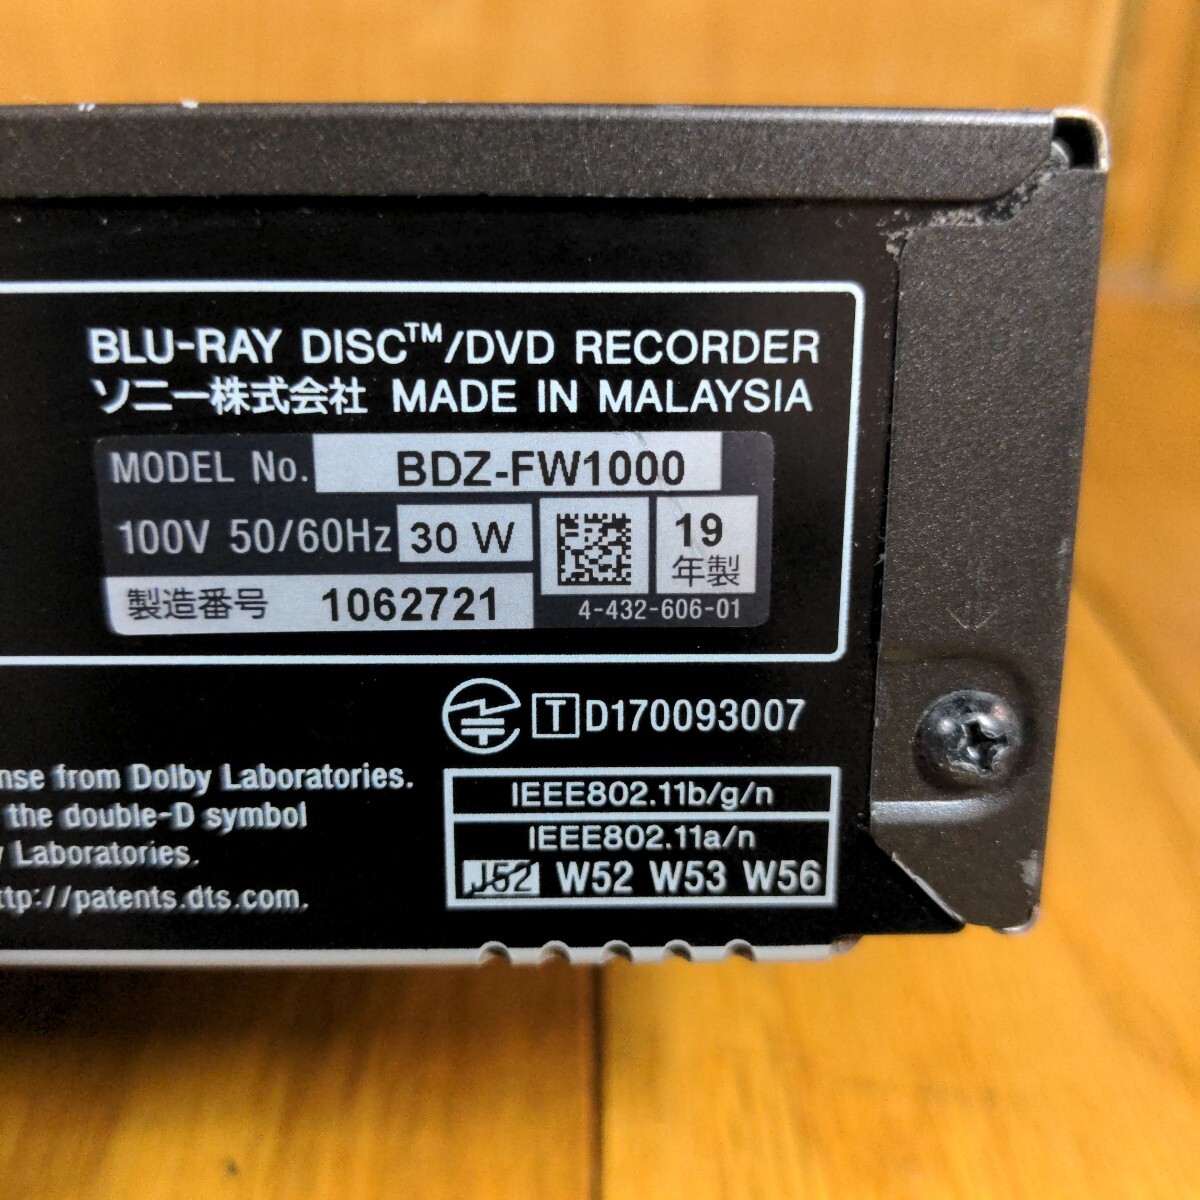 BLU-RAY DISC™/DVD RECORDER
ソニー株式会社 MADE IN MALAYSIA
MODEL No. BDZ-FW1000
100V 50/60Hz 30 W
19
年製
製造番号 1062721
4-432-606-01
T D170093007
nse from Dolby Laboratories.
the double-D symbol
y Laboratories.
ttp://patents.dts.com.
IEEE802.11b/g/n
IEEE802.11a/n
J52 W52 W53 W56